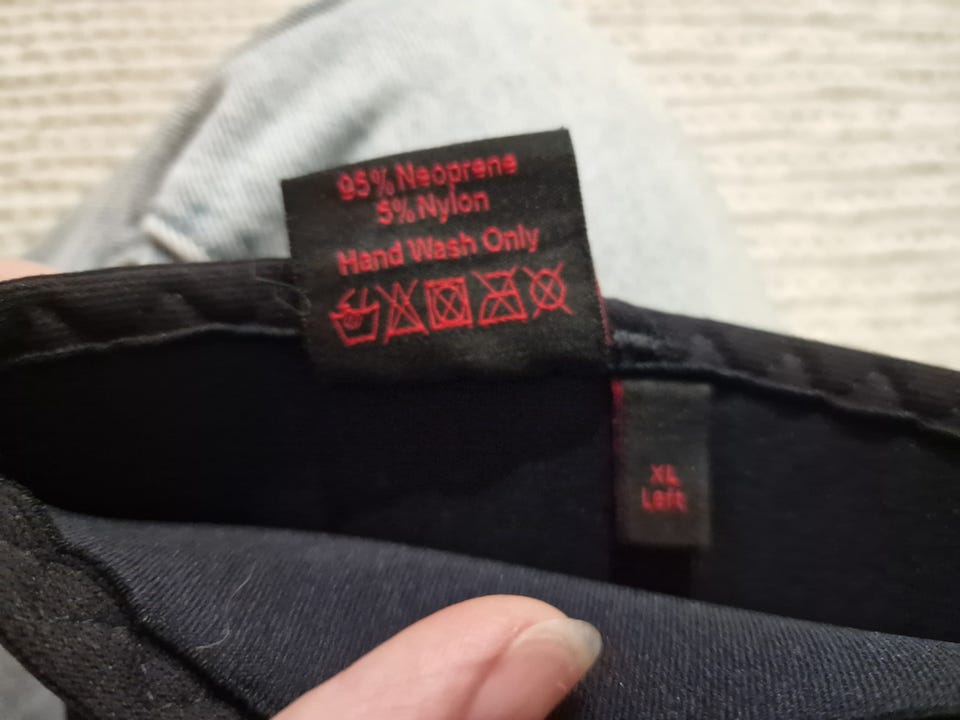 95% Neoprene
5% Nylon
Hand Wash Only
XL
Left